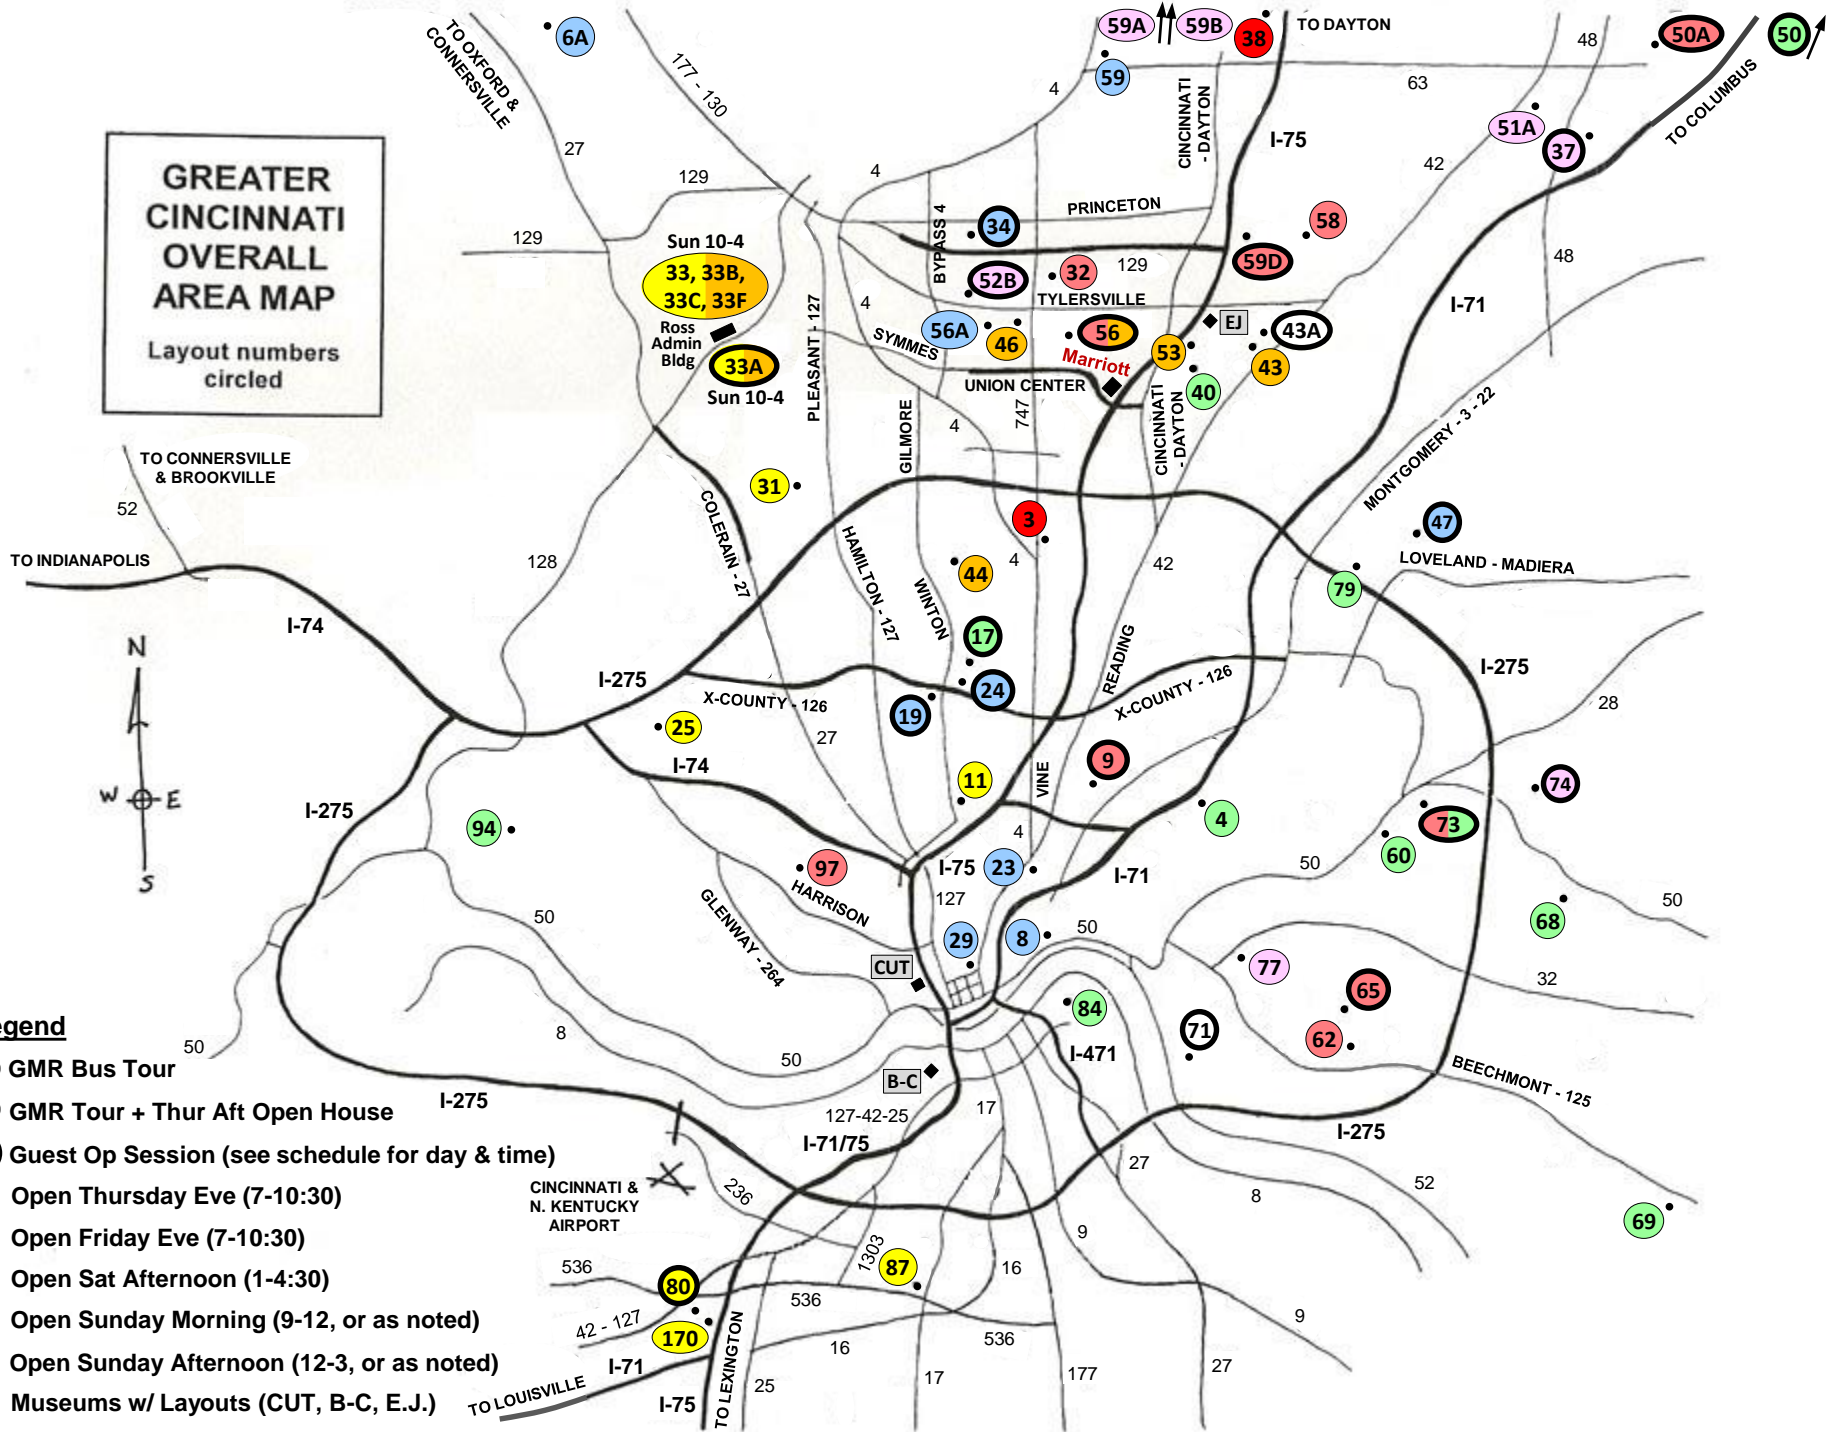 59A
59B
38
TO DAYTON
50A
50
6A
TO OXFORD &
CONNERSVILLE
177 - 130
4
59
63
48
TO COLUMBUS
CINCINNATI
- DAYTON
I-75
51A
37
42
27
129
4
GREATER
CINCINNATI
OVERALL
AREA MAP
Layout numbers
circled
BYPASS 4
34
PRINCETON
58
129
Sun 10-4
33, 33B,
33C, 33F
Ross
Admin
Bldg
33A
Sun 10-4
PLEASANT - 127
52B
32
129
59D
48
TYLERSVILLE
I-71
4
SYMMES
56A
46
56
Marriott
53
EJ
43A
43
40
UNION CENTER
CINCINNATI
- DAYTON
747
GILMORE
4
MONTGOMERY - 3 - 22
TO CONNERSVILLE
& BROOKVILLE
52
31
COLERAIN - 27
3
47
TO INDIANAPOLIS
128
HAMILTON - 127
44
4
42
79
LOVELAND - MADIERA
I-74
WINTON
17
READING
N
W
E
S
I-275
X-COUNTY - 126
24
19
X-COUNTY - 126
I-275
28
25
27
I-74
11
VINE
9
74
I-275
94
4
4
73
60
97
HARRISON
I-75
23
I-71
50
50
GLENWAY - 264
127
50
68
29
8
50
CUT
77
32
65
84
71
62
Legend
50
8
50
I-471
GMR Bus Tour
B-C
BEECHMONT - 125
GMR Tour + Thur Aft Open House
I-275
127-42-25
17
I-71/75
I-275
Guest Op Session (see schedule for day & time)
Open Thursday Eve (7-10:30)
CINCINNATI &
N. KENTUCKY
AIRPORT
236
27
8
52
Open Friday Eve (7-10:30)
9
69
Open Sat Afternoon (1-4:30)
536
80
1303
87
16
Open Sunday Morning (9-12, or as noted)
42 - 127
170
536
536
9
Open Sunday Afternoon (12-3, or as noted)
I-71
16
17
177
27
Museums w/ Layouts (CUT, B-C, E.J.)
TO LOUISVILLE
I-75
TO LEXINGTON
25